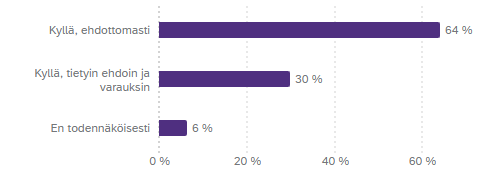 Kyllä, ehdottomasti
64 %
Kyllä, tietyin ehdoin ja
varauksin
30 %
En todennäköisesti
6 %
0 %
20 %
40 %
60 %